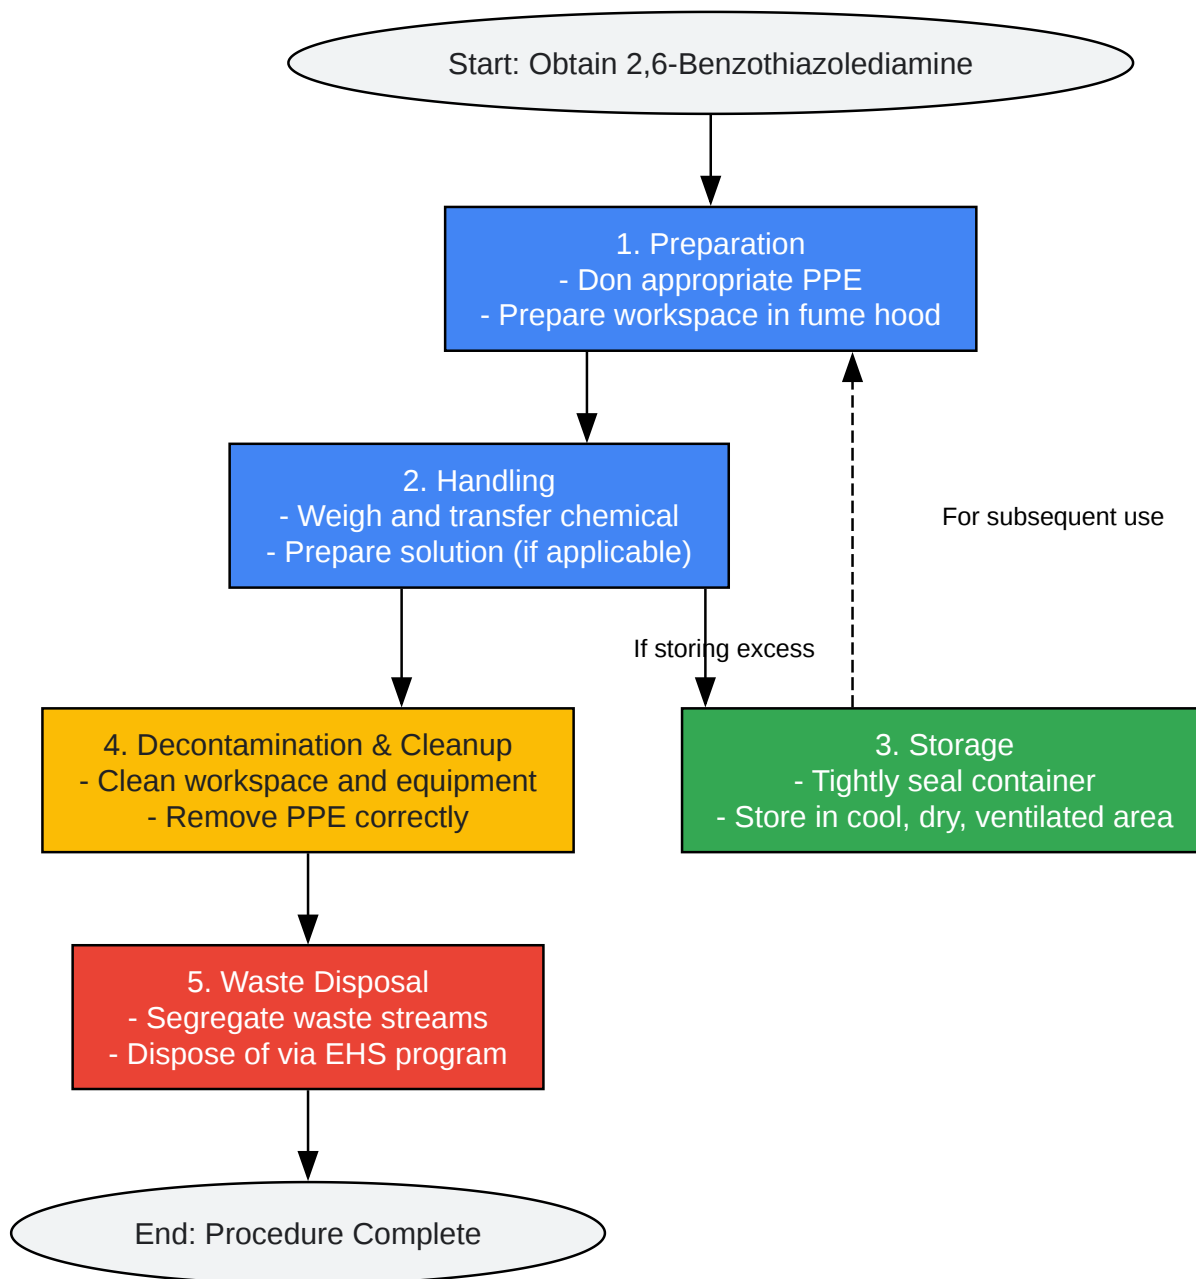 Start: Obtain 2,6-Benzothiazolediamine
1. Preparation
- Don appropriate PPE
- Prepare workspace in fume hood
2. Handling
- Weigh and transfer chemical
- Prepare solution (if applicable)
For subsequent use
If storing excess
4. Decontamination & Cleanup
- Clean workspace and equipment
- Remove PPE correctly
3. Storage
- Tightly seal container
- Store in cool, dry, ventilated area
5. Waste Disposal
- Segregate waste streams
- Dispose of via EHS program
End: Procedure Complete